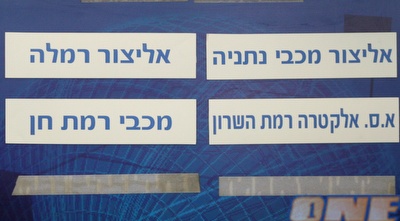 אליצור מכבי נתניה
אליצור רמלה
א.ס. אלקטרה רמת השרון
מכבי רמת חן
ONE